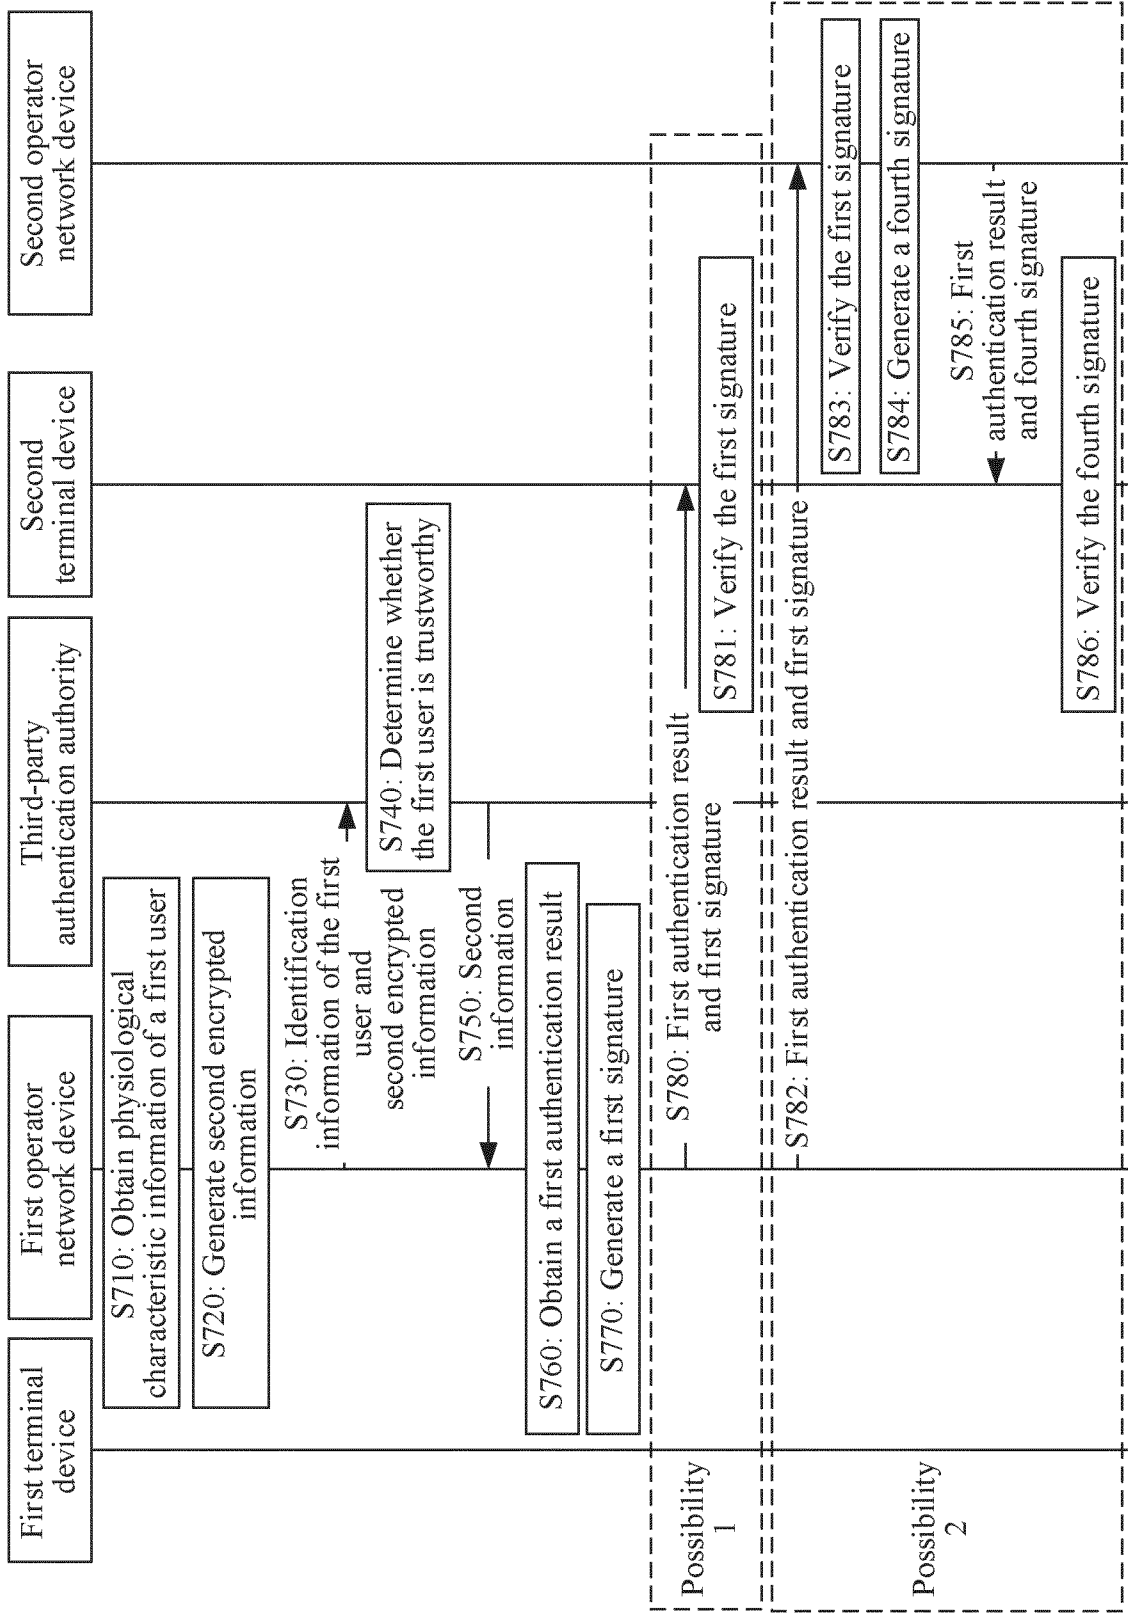 First terminal
device
First operator
network device
Third-party
authentication authority
Second
terminal device
Second operator
network device
S710: Obtain physiological
characteristic information of a first user
S720: Generate second encrypted
information
S730: Identification
information of the first
user and
second encrypted
information
S740: Determine whether
the first user is trustworthy
S750: Second
information
S760: Obtain a first authentication result
S770: Generate a first signature
Possibility
1
S780: First authentication result
and first signature
S781: Verify the first signature
Possibility
2
S782: First authentication result and first signature
S783: Verify the first signature
S784: Generate a fourth signature
S785: First
authentication result
and fourth signature
S786: Verify the fourth signature